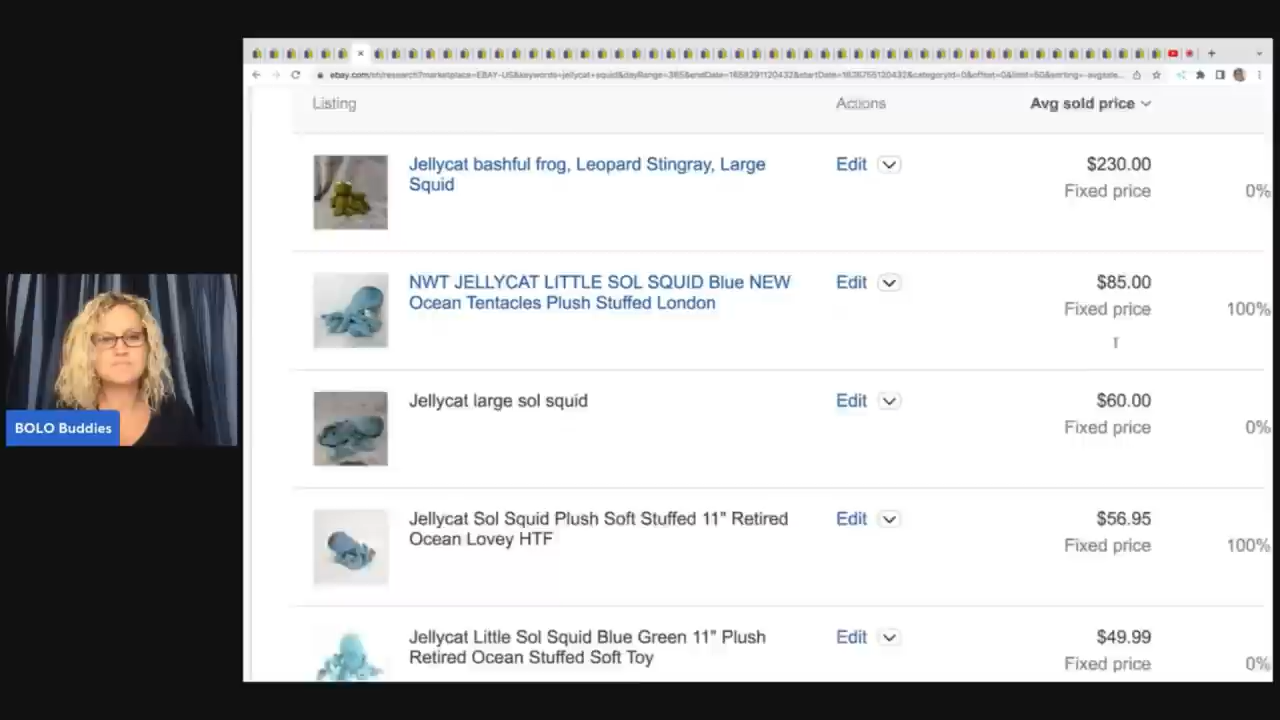 Listing
Actions
Avg sold price
Jellycat bashful frog, Leopard Stingray, Large
Squid
Edit
$230.00
Fixed price
0%
NWT JELLYCAT LITTLE SOL SQUID Blue NEW
Ocean Tentacles Plush Stuffed London
Edit
$85.00
Fixed price
100%
Jellycat large sol squid
Edit
$60.00
Fixed price
0%
Jellycat Sol Squid Plush Soft Stuffed 11" Retired
Ocean Lovey HTF
Edit
$56.95
Fixed price
100%
Jellycat Little Sol Squid Blue Green 11" Plush
Retired Ocean Stuffed Soft Toy
Edit
$49.99
Fixed price
0%
BOLO Buddies